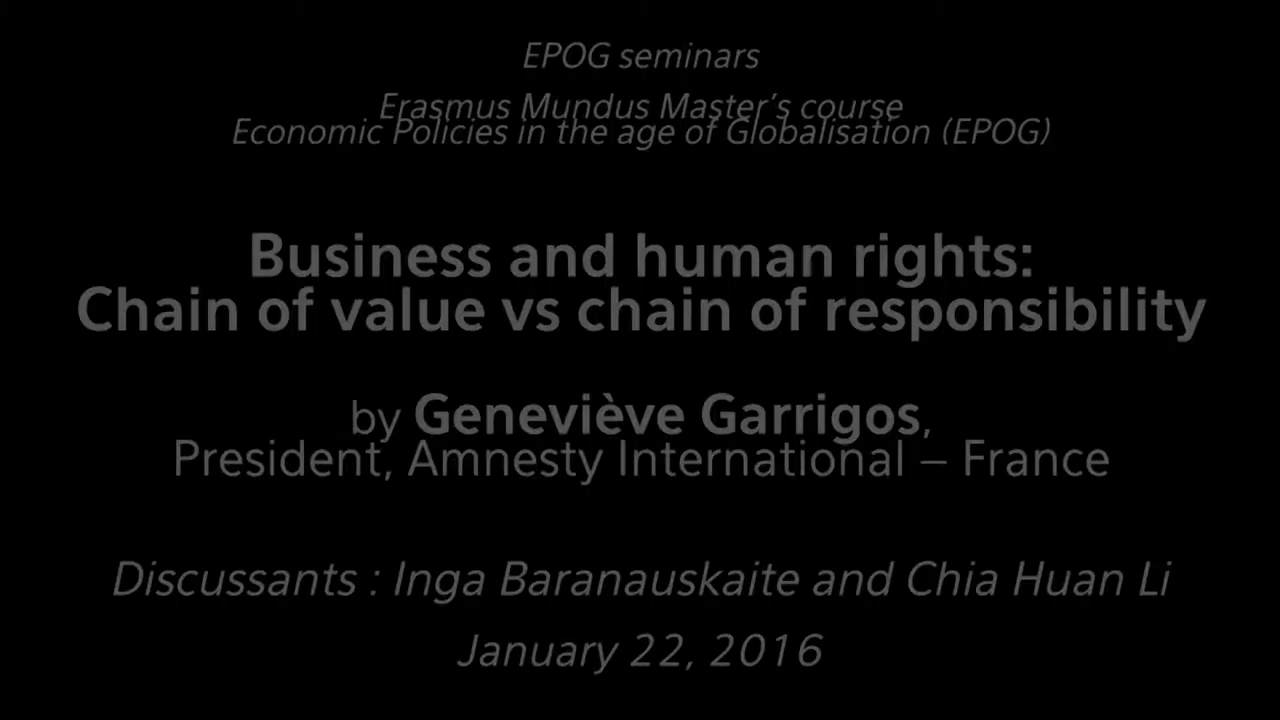 EPOG seminars
Erasmus Mundus Master's course
Economic Policies in the age of Globalisation (EPOG)
Business and human rights:
Chain of value vs chain of responsibility
by Geneviève Garrigos,
President, Amnesty International – France
Discussants : Inga Baranauskaite and Chia Huan Li
January 22, 2016